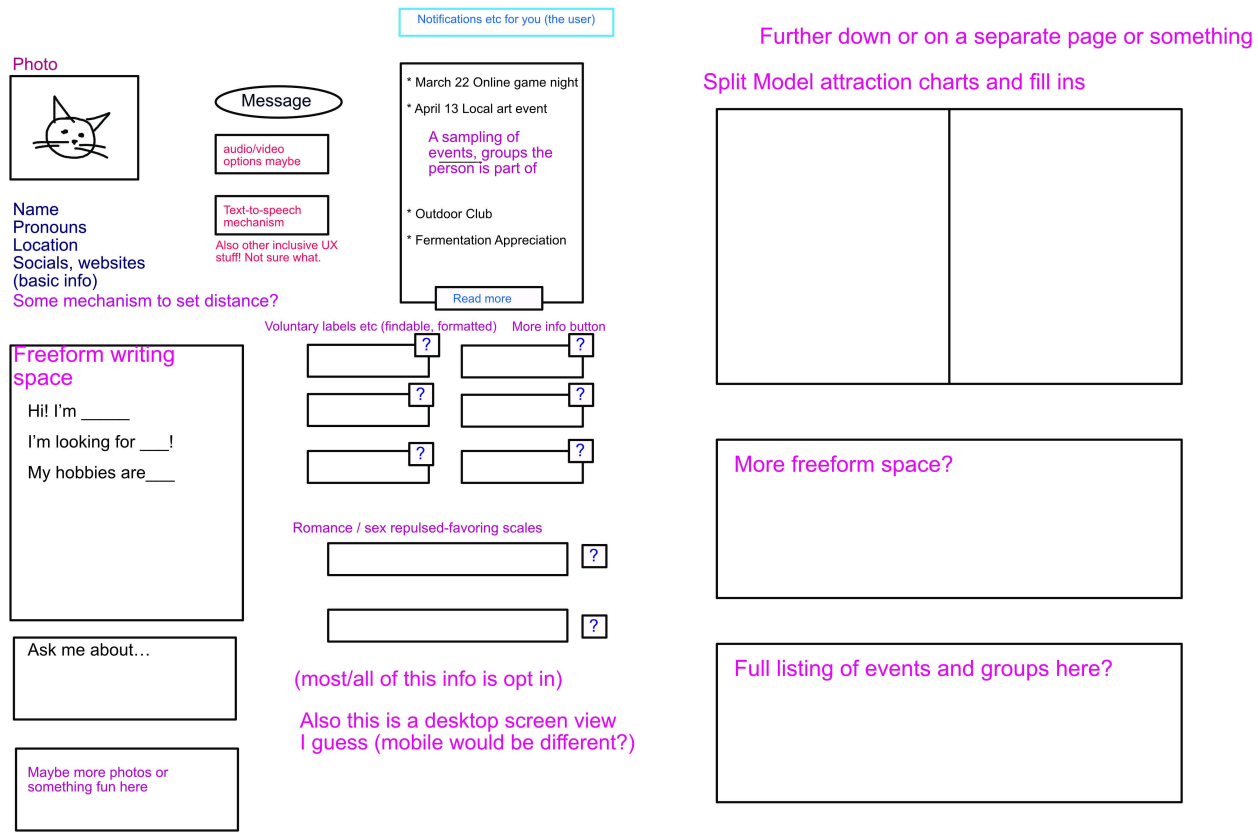 Notifications etc for you (the user)
Photo
Message
audio/video
options maybe
Text-to-speech
mechanism
Also other inclusive UX
stuff! Not sure what.
* March 22 Online game night
* April 13 Local art event
A sampling of
events, groups the
person is part of
* Outdoor Club
* Fermentation Appreciation
Read more
Name
Pronouns
Location
Socials, websites
(basic info)
Some mechanism to set distance?
Freeform writing
space
Hi! I'm _____
I'm looking for ___!
My hobbies are___
Ask me about…
Maybe more photos or
something fun here
Voluntary labels etc (findable, formatted)
More info button
?
?
?
?
?
?
Romance / sex repulsed-favoring scales
?
?
(most/all of this info is opt in)
Also this is a desktop screen view
I guess (mobile would be different?)
Further down or on a separate page or something
Split Model attraction charts and fill ins
More freeform space?
Full listing of events and groups here?